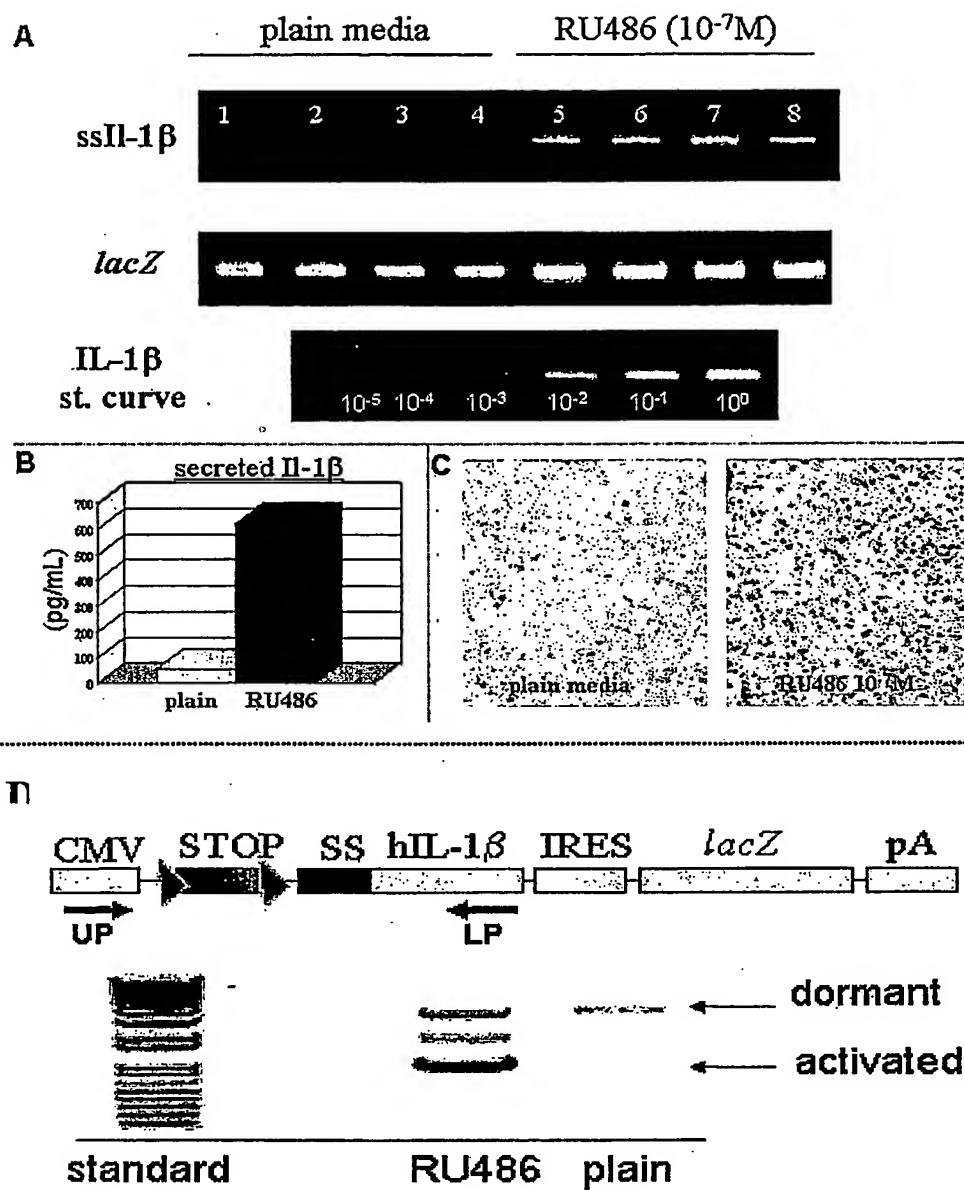 A
plain media RU486 (10⁻⁷M)
ssIl-1β
1 2 3 4 5 6 7 8
lacZ
IL-1β
st. curve
10⁻⁵ 10⁻⁴ 10⁻³ 10⁻² 10⁻¹ 10⁰
B
secreted Il-1β
(pg/mL)
700
600
500
400
300
200
100
0
plain RU486
C
plain media
RU486 10⁻⁷M
D
CMV STOP SS hIL-1β IRES lacZ pA
UP LP
dormant
activated
standard RU486 plain